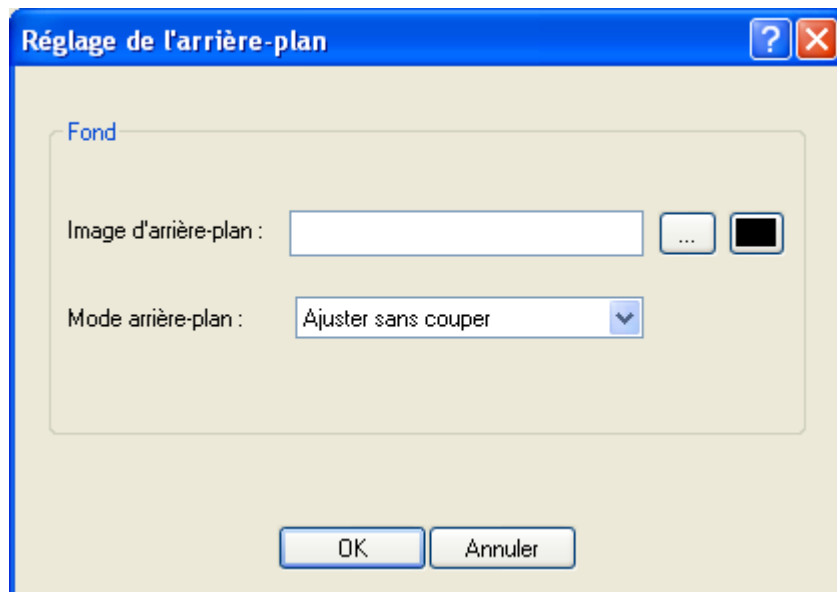 Réglage de l'arrière-plan
?
Fond
Image d'arrière-plan :
...
Mode arrière-plan :
Ajuster sans couper
OK
Annuler